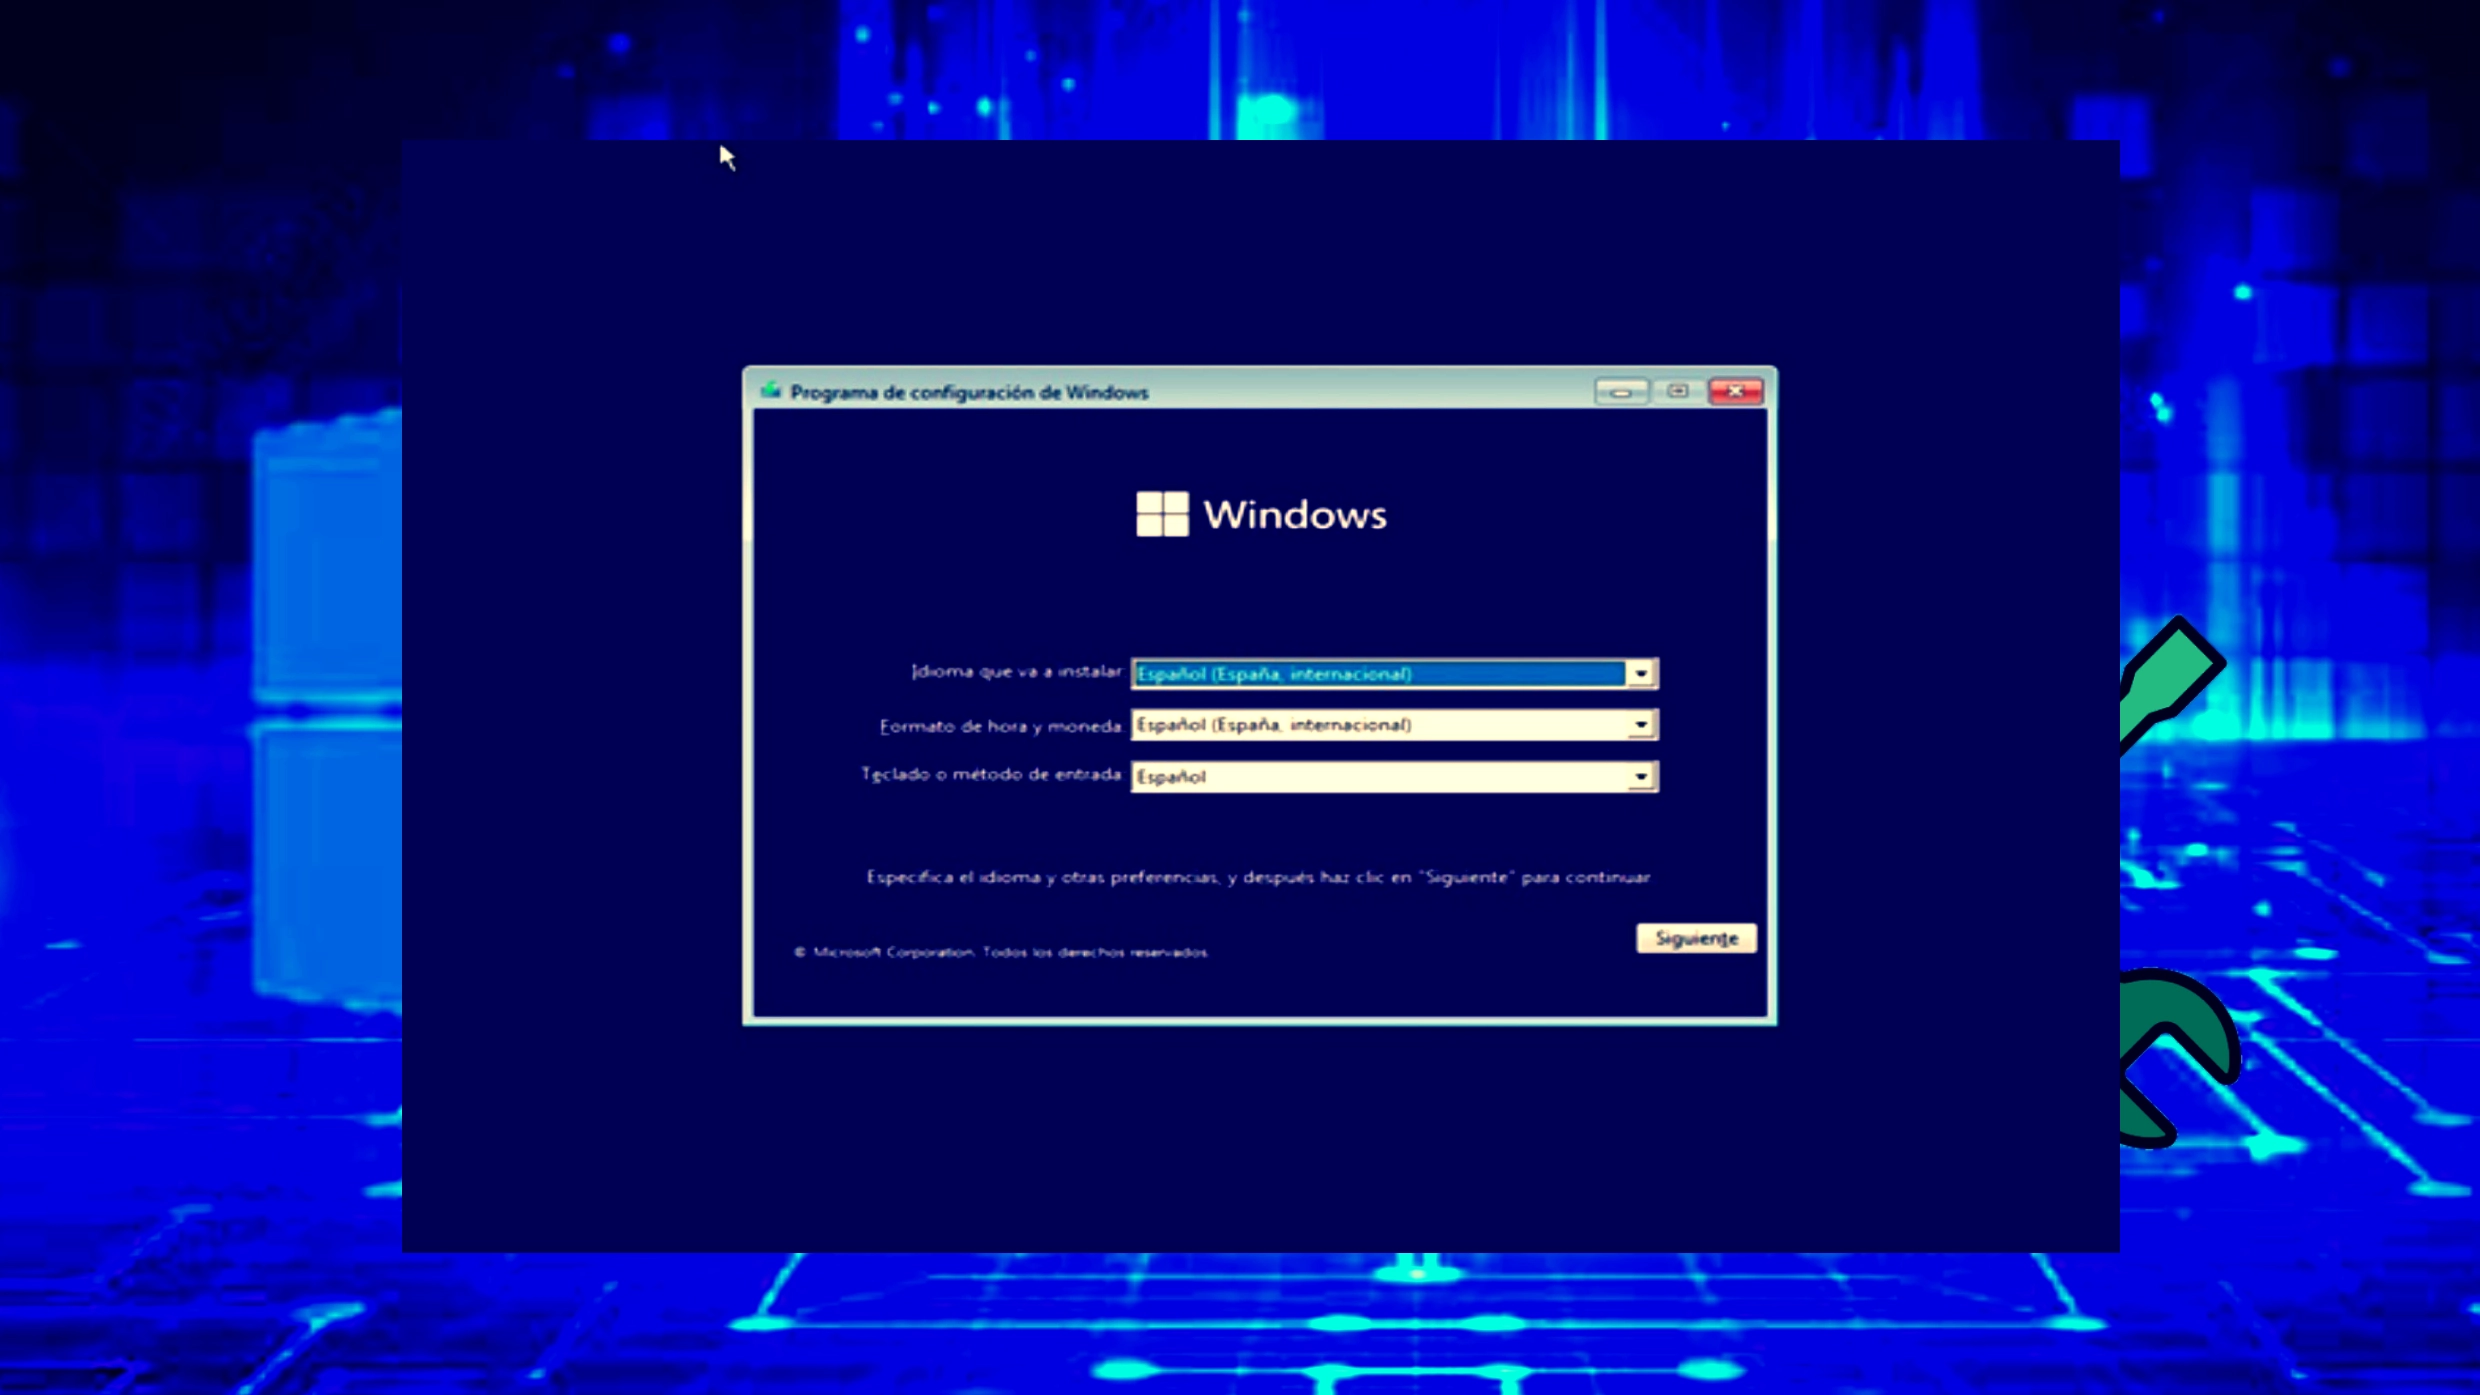 Programa de configuración de Windows
Windows
Idioma que va a instalar:
Español (España, internacional)
Formato de hora y moneda:
Español (España, internacional)
Teclado o método de entrada:
Español
Especifica el idioma y otras preferencias, y después haz clic en "Siguiente" para continuar.
Siguiente
© Microsoft Corporation. Todos los derechos reservados.